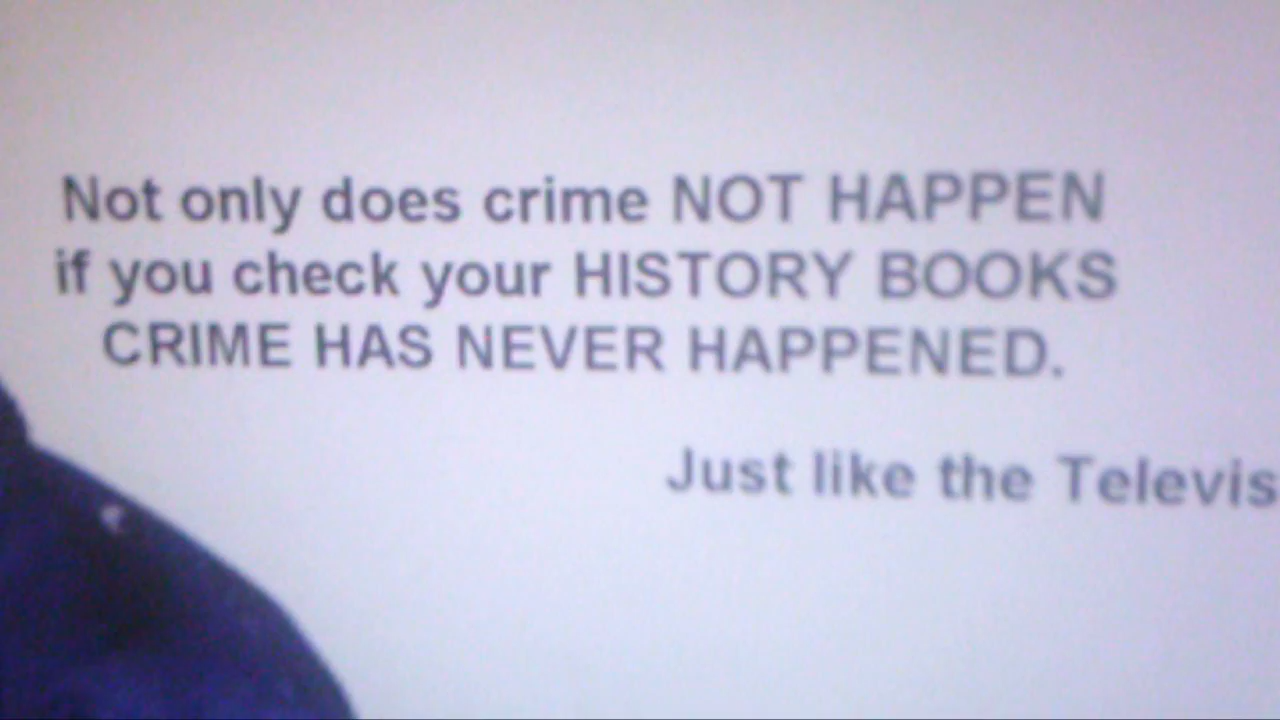 Not only does crime NOT HAPPEN
if you check your HISTORY BOOKS
CRIME HAS NEVER HAPPENED.
Just like the Televis